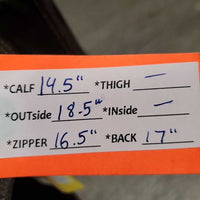 *CALF 14.5" *THIGH —
*OUTside 18.5" *INside —
*ZIPPER 16.5" *BACK 17"